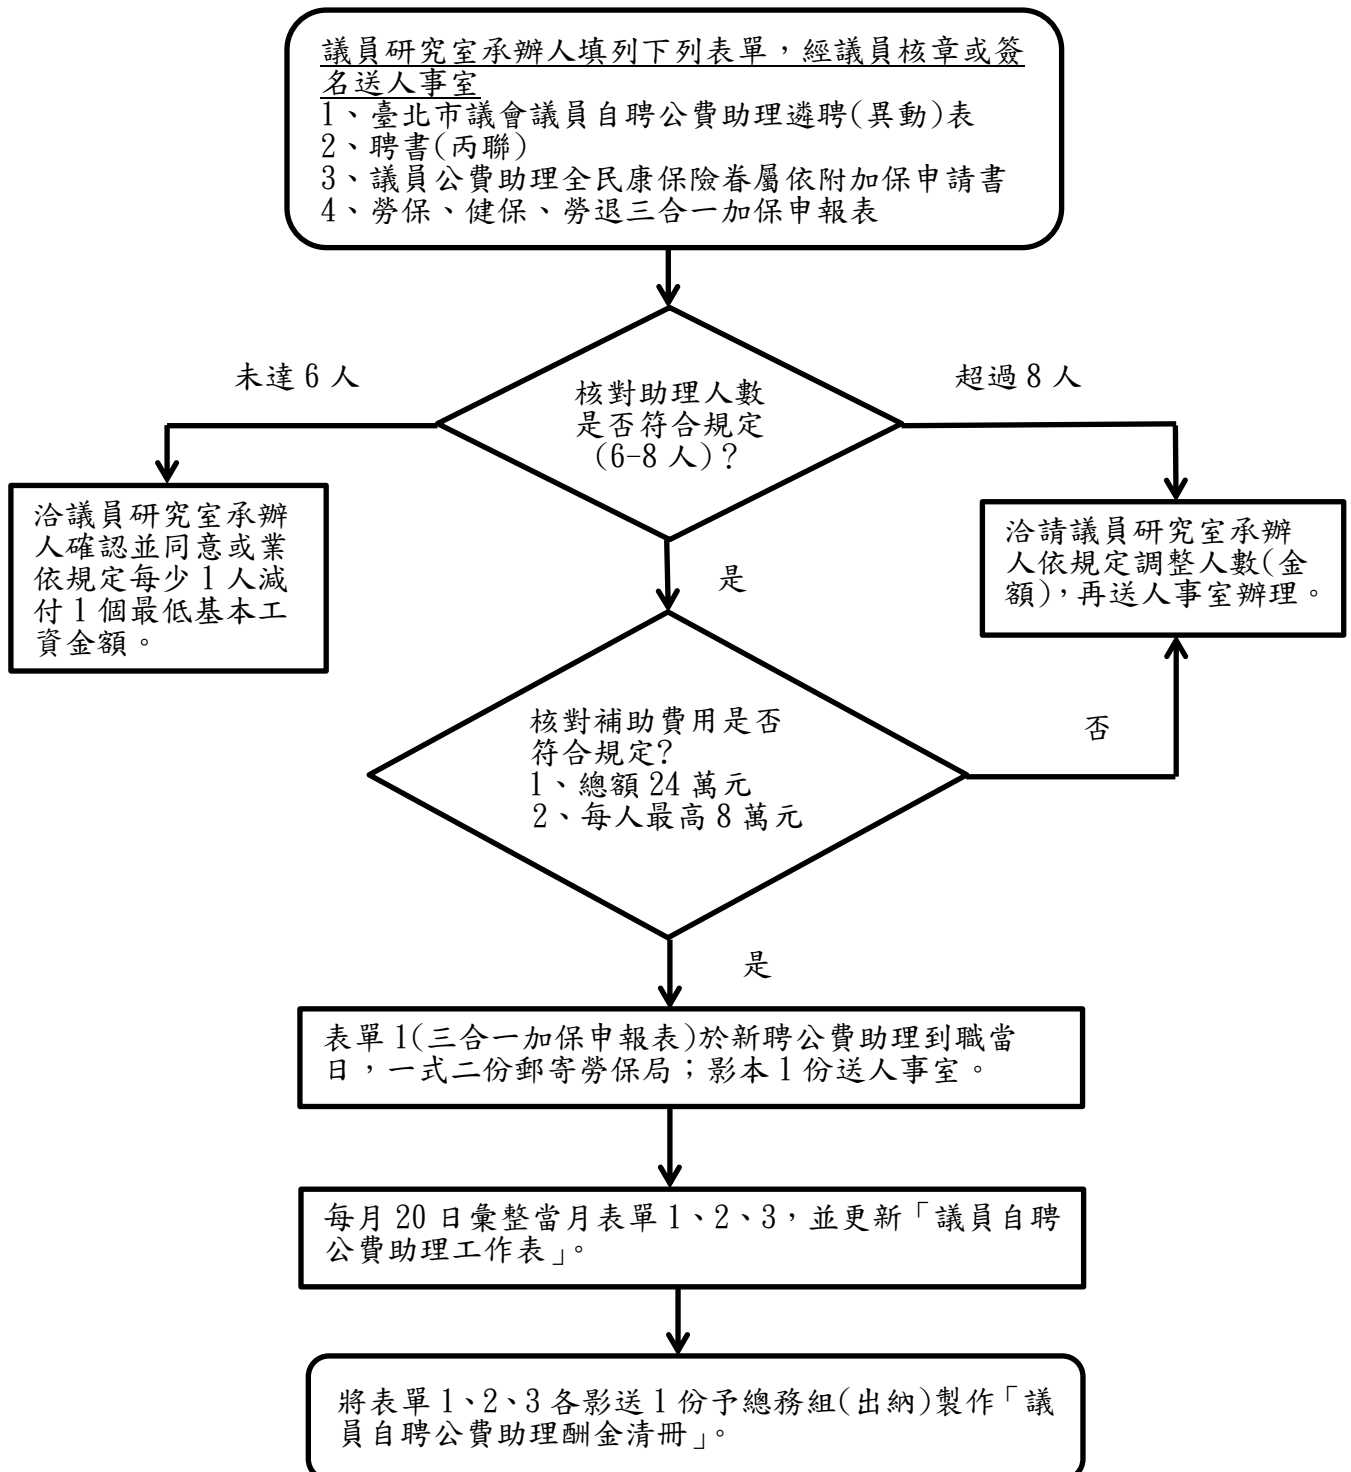 議員研究室承辦人填列下列表單，經議員核章或簽
名送人事室
1、臺北市議會議員自聘公費助理遴聘(異動)表
2、聘書(丙聯)
3、議員公費助理全民康保險眷屬依附加保申請書
4、勞保、健保、勞退三合一加保申報表
未達 6 人
超過 8 人
核對助理人數
是否符合規定
(6-8 人)？
洽議員研究室承辦
人確認並同意或業
依規定每少 1 人減
付 1 個最低基本工
資金額。
洽請議員研究室承辦
人依規定調整人數(金
額)，再送人事室辦理。
是
核對補助費用是否
符合規定?
1、總額 24 萬元
2、每人最高 8 萬元
否
是
表單 1(三合一加保申報表)於新聘公費助理到職當
日，一式二份郵寄勞保局；影本 1 份送人事室。
每月 20 日彙整當月表單 1、2、3，並更新「議員自聘
公費助理工作表」。
將表單 1、2、3 各影送 1 份予總務組(出納)製作「議
員自聘公費助理酬金清冊」。